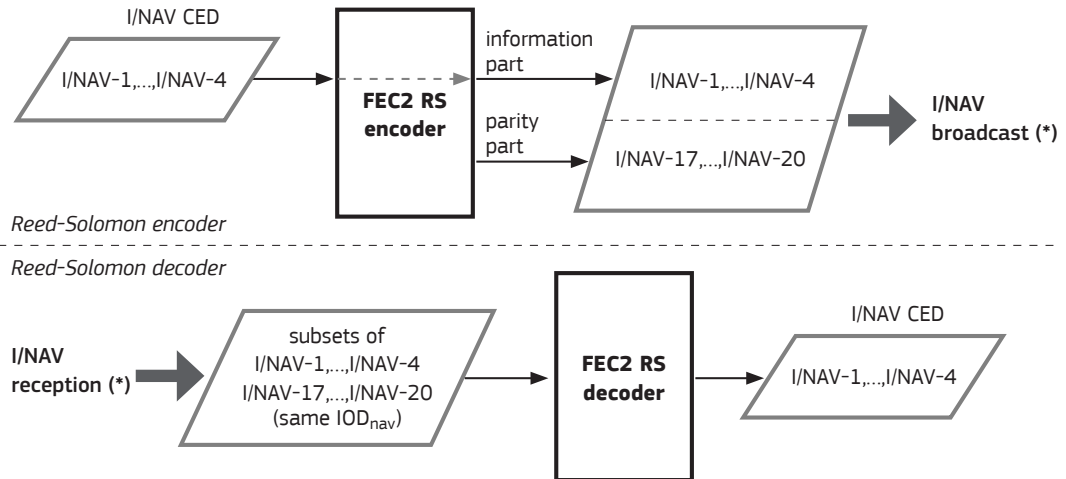 I/NAV CED
I/NAV-1,...,I/NAV-4
FEC2 RS
encoder
information
part
parity
part
I/NAV-1,...,I/NAV-4
I/NAV-17,...,I/NAV-20
I/NAV
broadcast (*)
Reed-Solomon encoder
Reed-Solomon decoder
I/NAV
reception (*)
subsets of
I/NAV-1,...,I/NAV-4
I/NAV-17,...,I/NAV-20
(same IODnav)
FEC2 RS
decoder
I/NAV CED
I/NAV-1,...,I/NAV-4